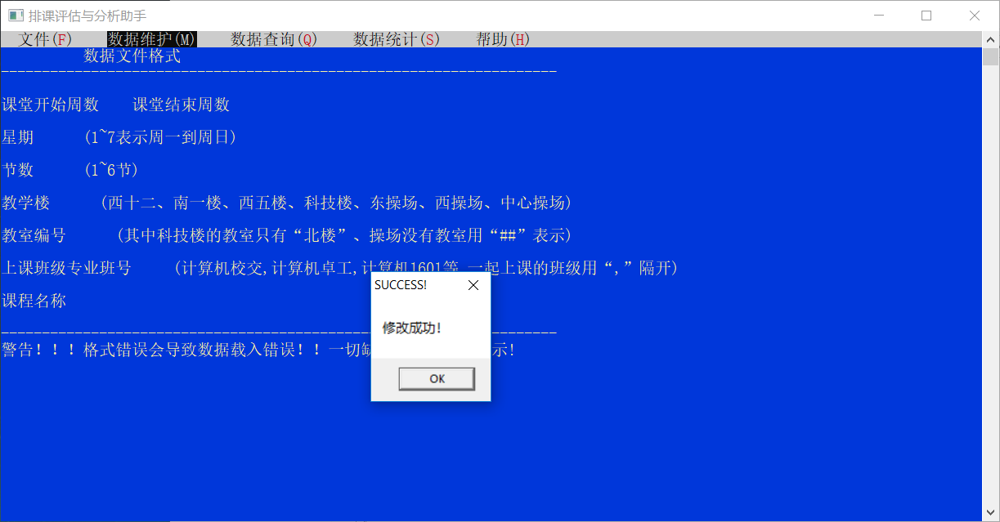 排课评估与分析助手
文件(F) 数据维护(M) 数据查询(Q) 数据统计(S) 帮助(H)
数据文件格式
课堂开始周数 课堂结束周数
星期 (1~7表示周一到周日)
节数 (1~6节)
教学楼 (西十二、南一楼、西五楼、科技楼、东操场、西操场、中心操场)
教室编号 (其中科技楼的教室只有“北楼”、操场没有教室用“##”表示)
上课班级专业班号 (计算机校交,计算机卓工,计算机1601等,一起上课的班级用“,”隔开)
SUCCESS!
课程名称
修改成功!
警告!!!格式错误会导致数据载入错误!!一切缺 示!
OK